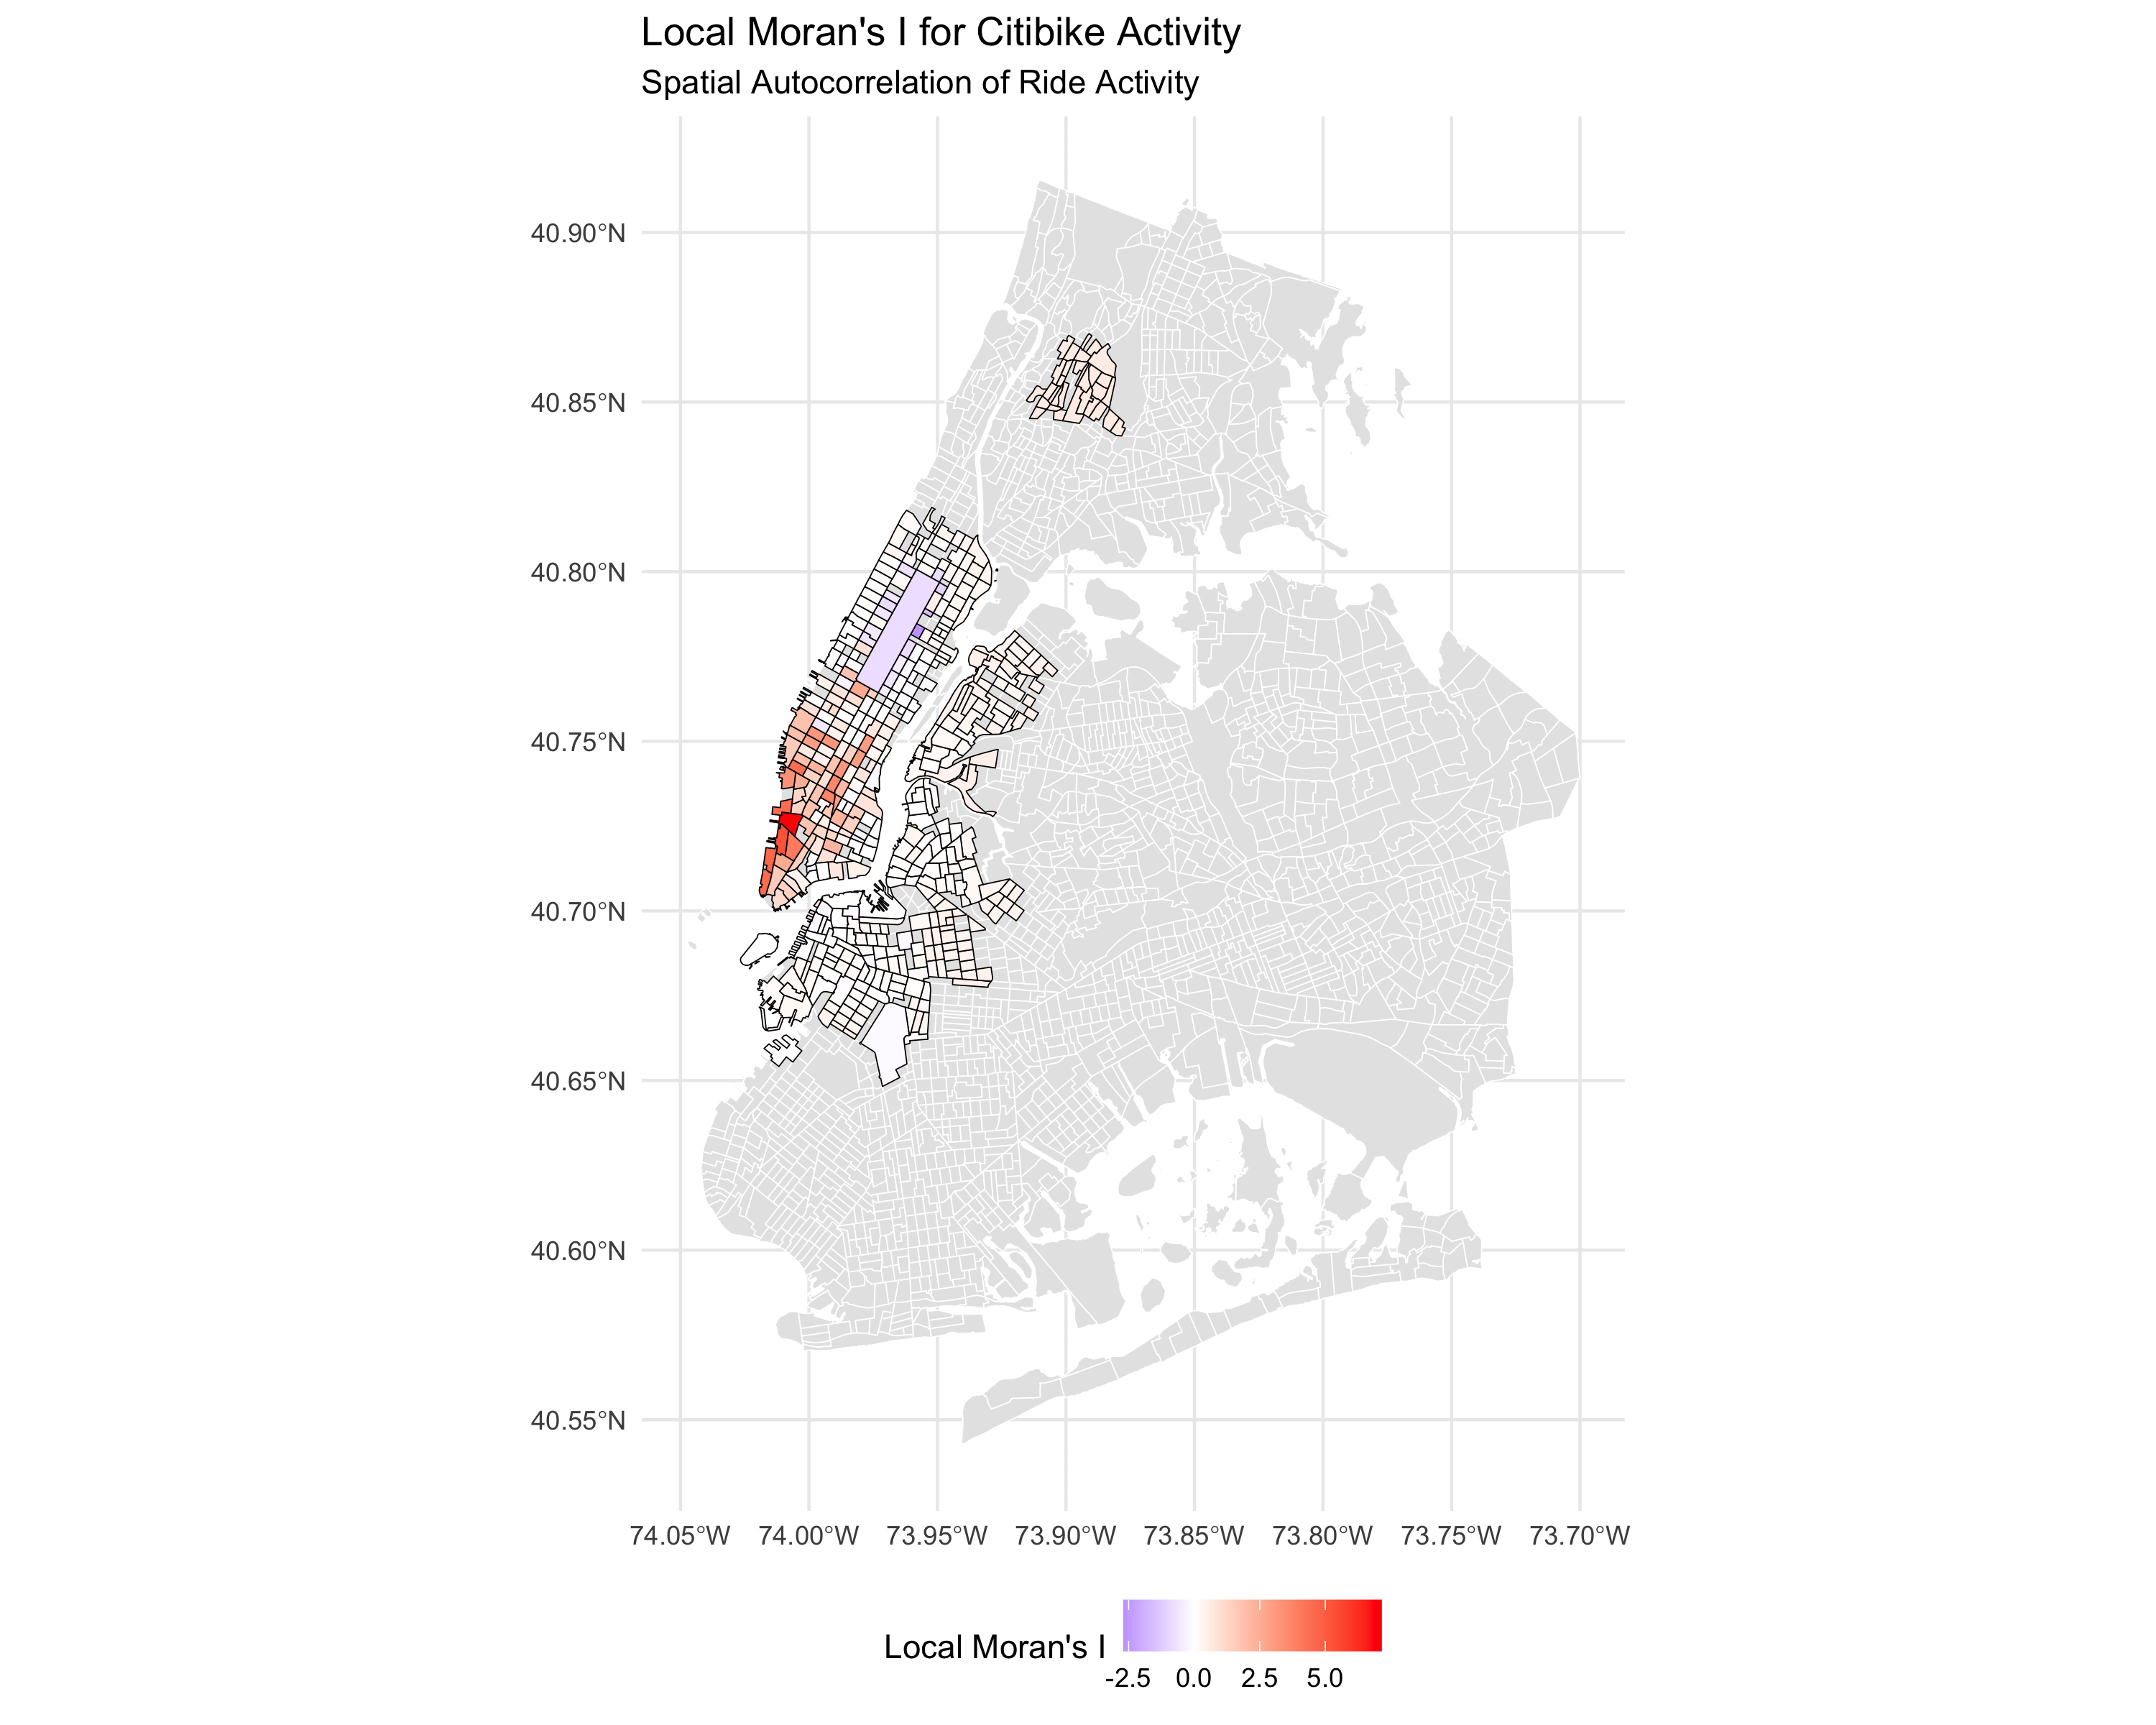 Local Moran's I for Citibike Activity
Spatial Autocorrelation of Ride Activity
40.90°N
40.85°N
40.80°N
40.75°N
40.70°N
40.65°N
40.60°N
40.55°N
74.05°W 74.00°W 73.95°W 73.90°W 73.85°W 73.80°W 73.75°W 73.70°W
Local Moran's I
-2.5 0.0 2.5 5.0